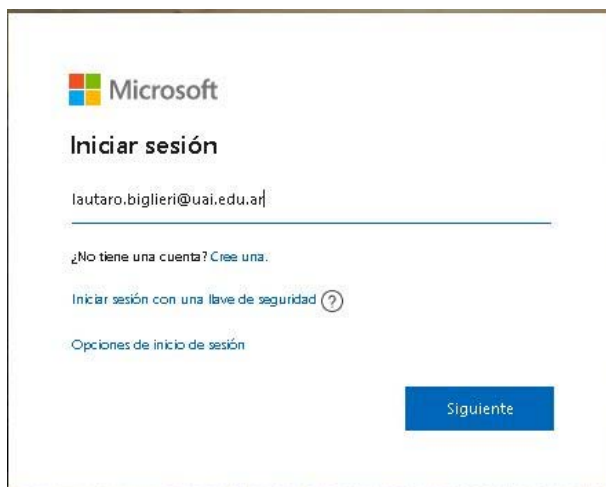 Microsoft
Iniciar sesión
lautaro.biglieri@uai.edu.ar
¿No tiene una cuenta? Cree una.
Iniciar sesión con una llave de seguridad ?
Opciones de inicio de sesión
Siguiente